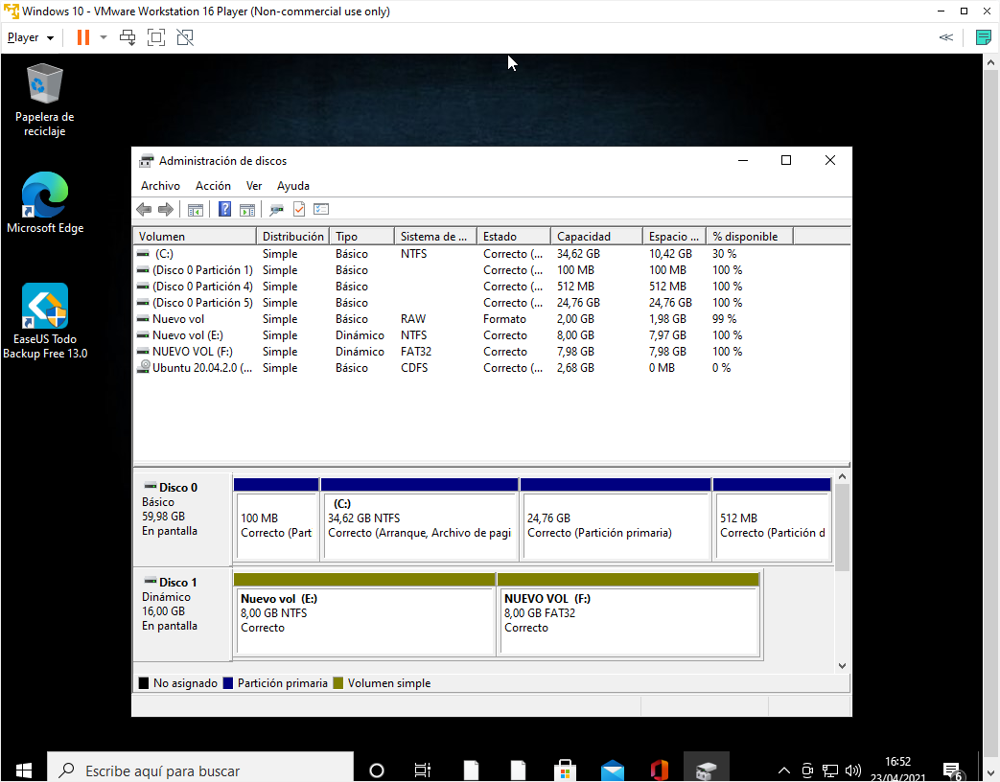 Windows 10 - VMware Workstation 16 Player (Non-commercial use only)
Player
Papelera de
reciclaje
Microsoft Edge
EaseUS Todo
Backup Free 13.0
Administración de discos
Archivo Acción Ver Ayuda
Volumen Distribución Tipo Sistema de ... Estado Capacidad Espacio ... % disponible
(C:) Simple Básico NTFS Correcto (... 34,62 GB 10,42 GB 30 %
(Disco 0 Partición 1) Simple Básico Correcto (... 100 MB 100 MB 100 %
(Disco 0 Partición 4) Simple Básico Correcto (... 512 MB 512 MB 100 %
(Disco 0 Partición 5) Simple Básico Correcto (... 24,76 GB 24,76 GB 100 %
Nuevo vol Simple Básico RAW Formato 2,00 GB 1,98 GB 99 %
Nuevo vol (E:) Simple Dinámico NTFS Correcto 8,00 GB 7,97 GB 100 %
NUEVO VOL (F:) Simple Dinámico FAT32 Correcto 7,98 GB 7,98 GB 100 %
Ubuntu 20.04.2.0 (... Simple Básico CDFS Correcto (... 2,68 GB 0 MB 0 %
Disco 0
Básico
59,98 GB
En pantalla
100 MB
Correcto (Part
(C:)
34,62 GB NTFS
Correcto (Arranque, Archivo de pagi
24,76 GB
Correcto (Partición primaria)
512 MB
Correcto (Partición d
Disco 1
Dinámico
16,00 GB
En pantalla
Nuevo vol (E:)
8,00 GB NTFS
Correcto
NUEVO VOL (F:)
8,00 GB FAT32
Correcto
No asignado Partición primaria Volumen simple
Escribe aquí para buscar
16:52
23/04/2021
6